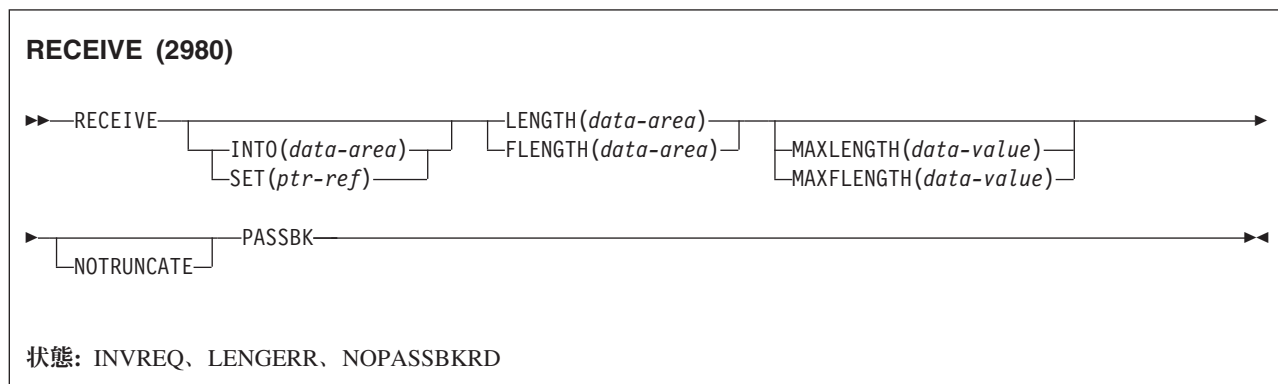 RECEIVE (2980)
RECEIVE
INTO(data-area)
SET(ptr-ref)
LENGTH(data-area)
FLENGTH(data-area)
MAXLENGTH(data-value)
MAXFLENGTH(data-value)
NOTRUNCATE
PASSBK
状態: INVREQ、LENGERR、NOPASSBKRD